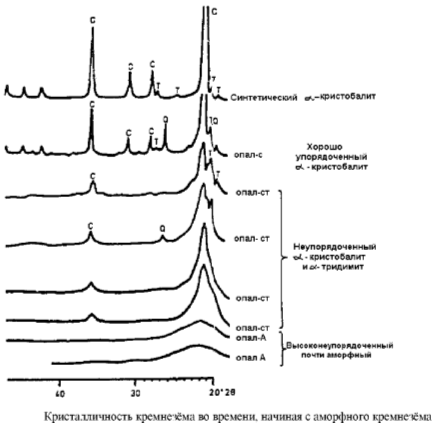 C
C
C
C
T
T
T
T
Синтетический α-кристобалит
C
C
C
T
Q
T,Q
опал-с
Хорошо
упорядоченный
α - кристобалит
T
T
опал-ст
C
Q
опал- ст
Неупорядоченный
α - кристобалит
и α- тридимит
опал-ст
опал-ст
опал-А
опал А
Высоконеупорядоченный
почти аморфный
40 30 20°2θ
Кристалличность кремнезёма во времени, начиная с аморфного кремнезёма